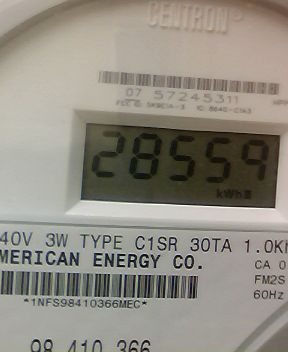 CENTRON®
07 57245311
28559
kWh
40V 3W TYPE C1SR 30TA 1.0Kh
MERICAN ENERGY CO.
CA 0
FM2S
60Hz
*1NFS98410366MEC*
98 410 366